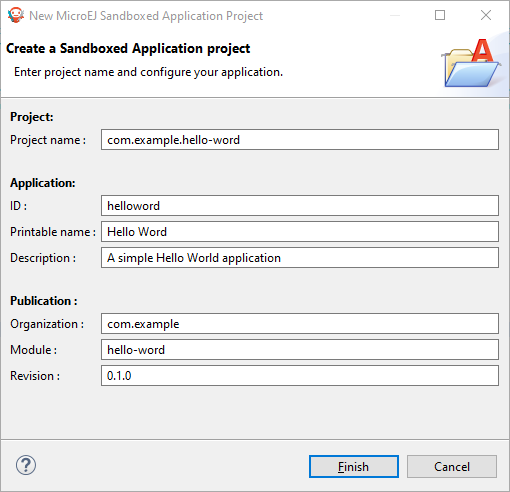 New MicroEJ Sandboxed Application Project
Create a Sandboxed Application project
Enter project name and configure your application.
Project:
Project name : com.example.hello-word
Application:
ID : helloword
Printable name : Hello Word
Description : A simple Hello World application
Publication :
Organization : com.example
Module : hello-word
Revision : 0.1.0
Finish Cancel